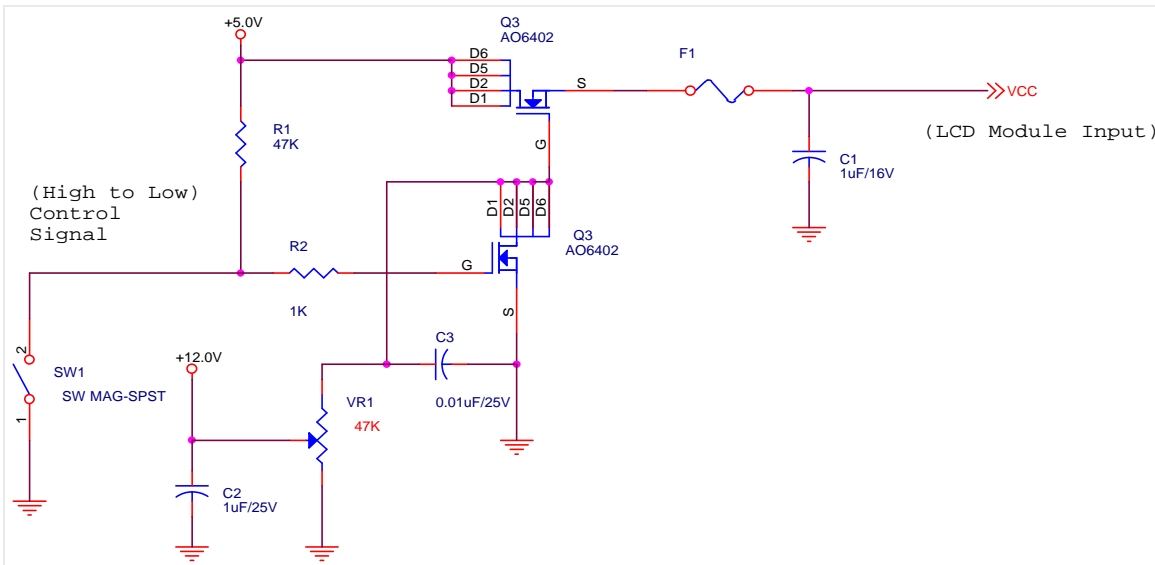 +5.0V
Q3
AO6402
D6
D5
D2
D1
S
G
F1
VCC
(LCD Module Input)
C1
1uF/16V
R1
47K
(High to Low)
Control
Signal
R2
1K
D1
D2
D5
D6
Q3
AO6402
G
S
2
SW1
SW MAG-SPST
1
+12.0V
C3
0.01uF/25V
VR1
47K
C2
1uF/25V